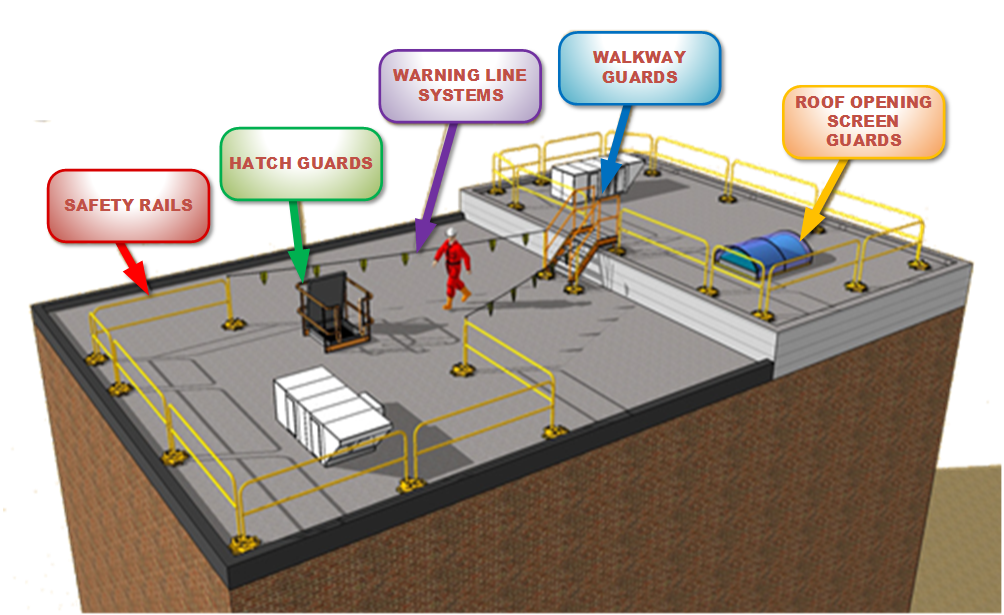 WARNING LINE
SYSTEMS
WALKWAY
GUARDS
ROOF OPENING
SCREEN
GUARDS
HATCH GUARDS
SAFETY RAILS